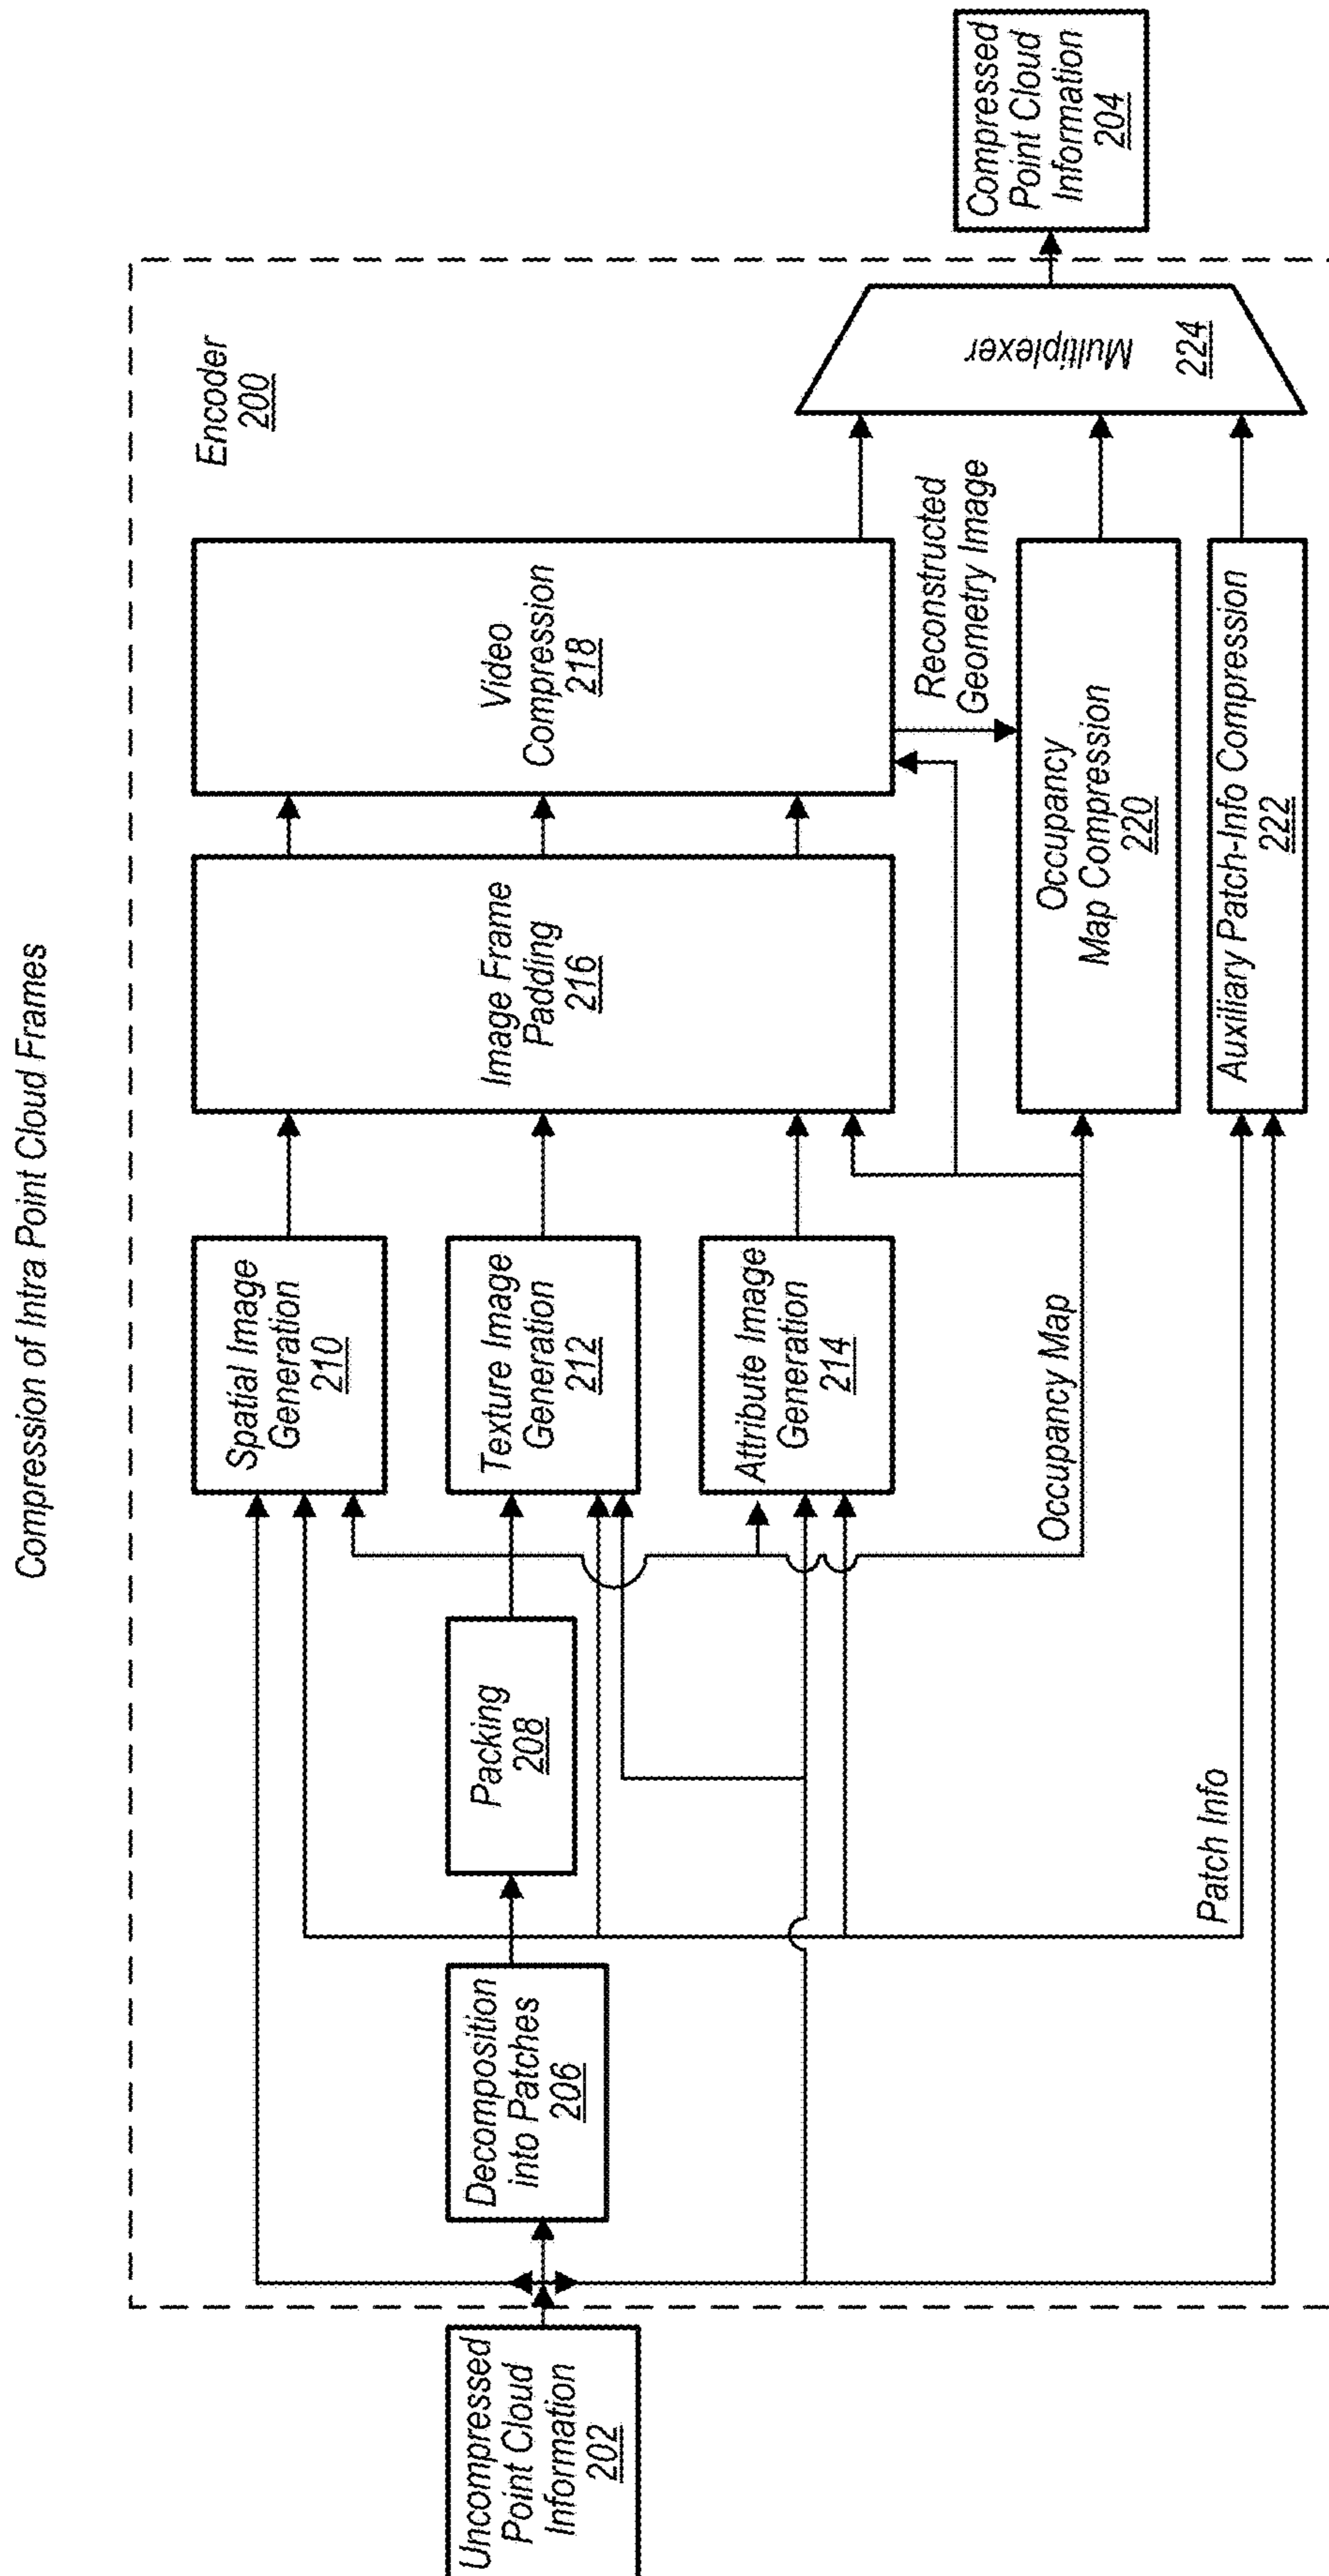 Compression of Intra Point Cloud Frames
Encoder
200
Uncompressed
Point Cloud
Information
202
Decomposition
into Patches
206
Packing
208
Spatial Image
Generation
210
Texture Image
Generation
212
Attribute Image
Generation
214
Image Frame
Padding
216
Video
Compression
218
Reconstructed
Geometry Image
Occupancy Map
Occupancy
Map Compression
220
Patch Info
Auxiliary Patch-Info Compression
222
Multiplexer
224
Compressed
Point Cloud
Information
204